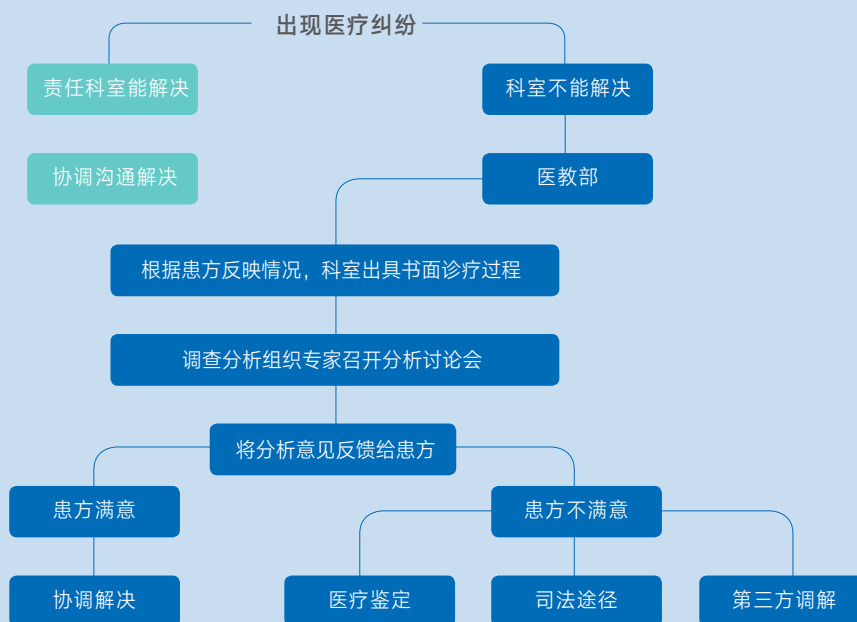 出现医疗纠纷
责任科室能解决
科室不能解决
协调沟通解决
医教部
根据患方反映情况，科室出具书面诊疗过程
调查分析组织专家召开分析讨论会
将分析意见反馈给患方
患方满意
患方不满意
协调解决
医疗鉴定
司法途径
第三方调解